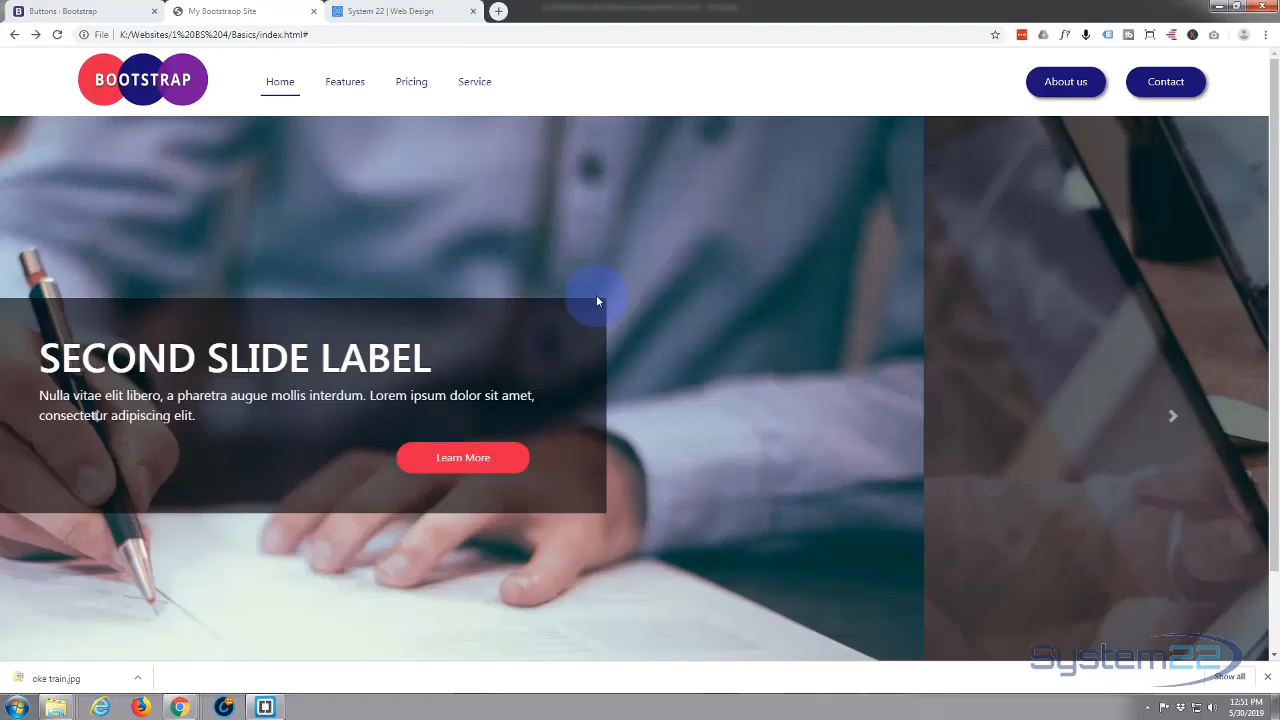 Buttons · Bootstrap
My Bootstraop Site
System 22 | Web Design
File
K:/Websites/1%20BS%204/Basics/index.html#
BOOTSTRAP
Home
Features
Pricing
Service
About us
Contact
SECOND SLIDE LABEL
Nulla vitae elit libero, a pharetra augue mollis interdum. Lorem ipsum dolor sit amet,
consectetur adipiscing elit.
Learn More
System22
oke train.jpg
Show all
12:51 PM
5/30/2019